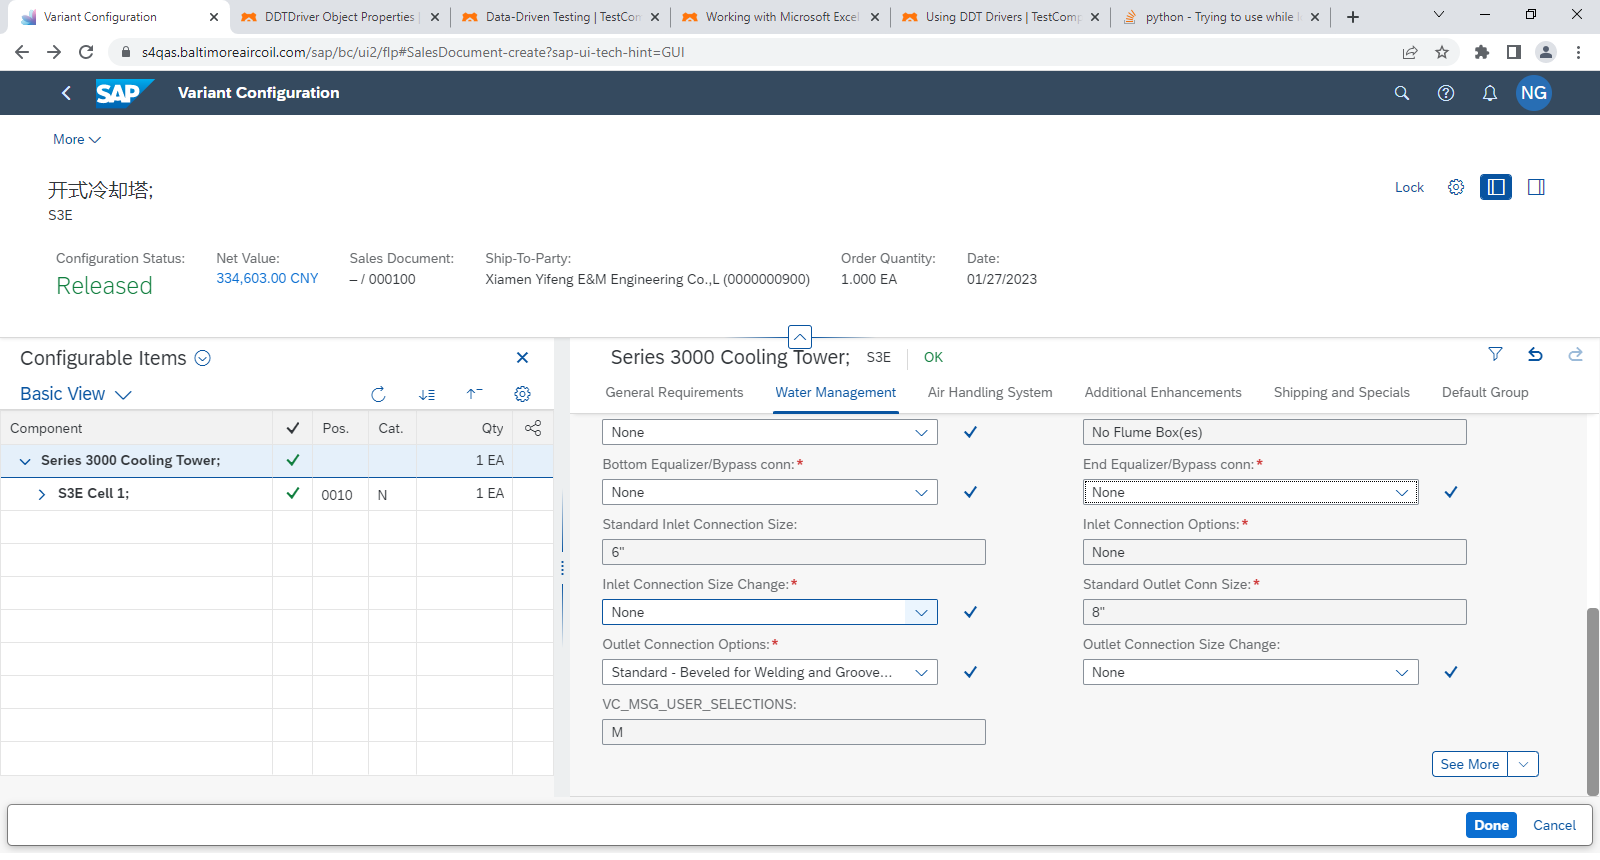 Variant Configuration
DDTDriver Object Properties
Data-Driven Testing | TestCom
Working with Microsoft Excel
Using DDT Drivers | TestComp
python - Trying to use while l
s4qas.baltimoreaircoil.com/sap/bc/ui2/flp#SalesDocument-create?sap-ui-tech-hint=GUI
SAP Variant Configuration NG
More
开式冷却塔;
S3E
Lock
Configuration Status: Net Value: Sales Document: Ship-To-Party: Order Quantity: Date:
Released 334,603.00 CNY – / 000100 Xiamen Yifeng E&M Engineering Co.,L (0000000900) 1.000 EA 01/27/2023
Configurable Items
Basic View
Component Pos. Cat. Qty
Series 3000 Cooling Tower; 1 EA
S3E Cell 1; 0010 N 1 EA
Series 3000 Cooling Tower; S3E OK
General Requirements Water Management Air Handling System Additional Enhancements Shipping and Specials Default Group
None No Flume Box(es)
Bottom Equalizer/Bypass conn:* End Equalizer/Bypass conn:*
None None
Standard Inlet Connection Size: Inlet Connection Options:*
6" None
Inlet Connection Size Change:* Standard Outlet Conn Size:*
None 8"
Outlet Connection Options:* Outlet Connection Size Change:
Standard - Beveled for Welding and Groove... None
VC_MSG_USER_SELECTIONS:
M
See More
Done Cancel